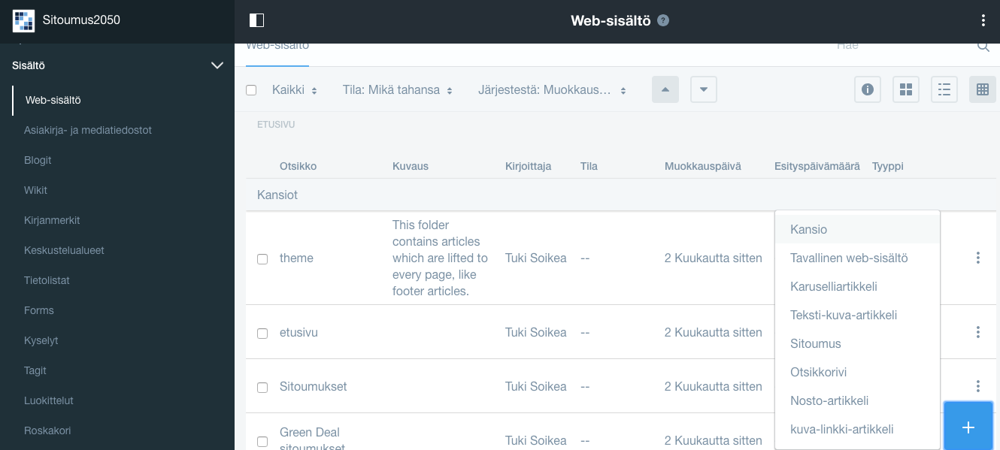 Sitoumus2050
Web-sisältö ?
Sisältö
Web-sisältö
Asiakirja- ja mediatiedostot
Blogit
Wikit
Kirjanmerkit
Keskustelualueet
Tietolistat
Forms
Kyselyt
Tagit
Luokittelut
Roskakori
Web-sisältö
Hae
Kaikki
Tila: Mikä tahansa
Järjestestä: Muokkaus…
ETUSIVU
Otsikko Kuvaus Kirjoittaja Tila Muokkauspäivä Esityspäivämäärä Tyyppi
Kansiot
theme
This folder
contains articles
which are lifted to
every page, like
footer articles.
Tuki Soikea -- 2 Kuukautta sitten
etusivu Tuki Soikea -- 2 Kuukautta sitten
Sitoumukset Tuki Soikea -- 2 Kuukautta sitten
Green Deal
sitoumukset
Tuki Soikea -- 2 Kuukautta sitten
Kansio
Tavallinen web-sisältö
Karuselliartikkeli
Teksti-kuva-artikkeli
Sitoumus
Otsikkorivi
Nosto-artikkeli
kuva-linkki-artikkeli